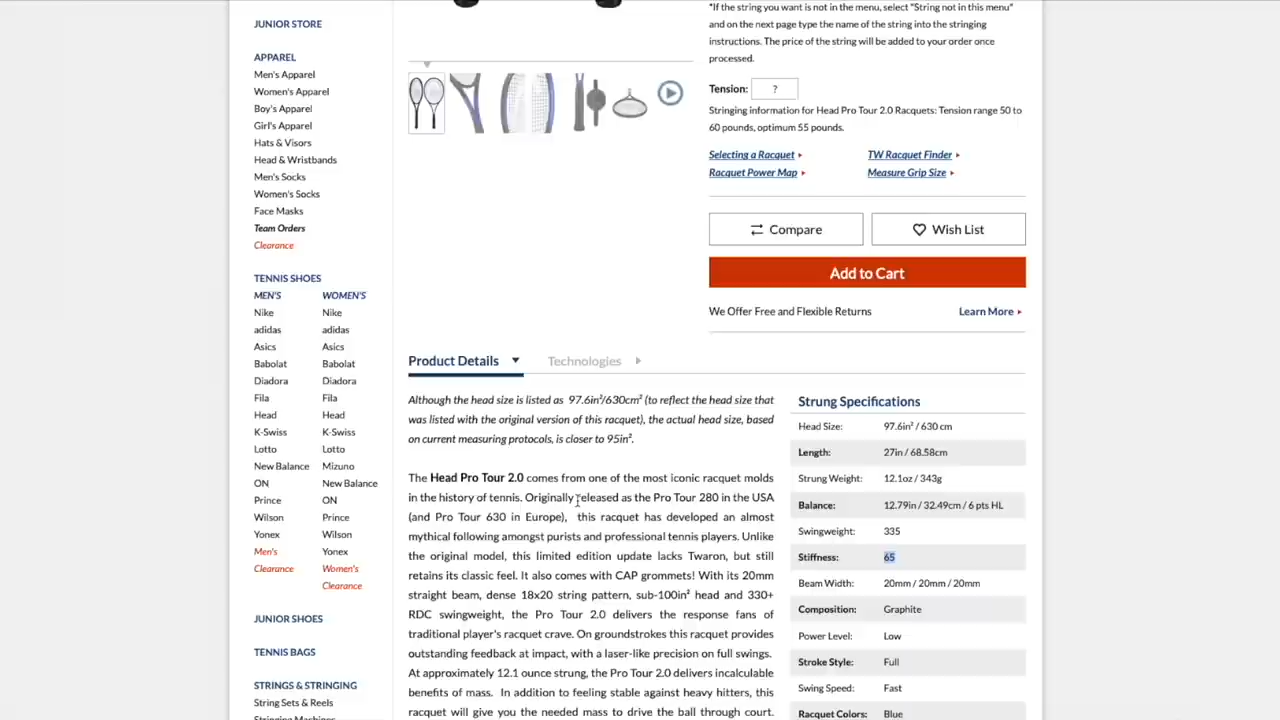 JUNIOR STORE
APPAREL
Men's Apparel
Women's Apparel
Boy's Apparel
Girl's Apparel
Hats & Visors
Head & Wristbands
Men's Socks
Women's Socks
Face Masks
Team Orders
Clearance
TENNIS SHOES
MEN'S WOMEN'S
Nike Nike
adidas adidas
Asics Asics
Babolat Babolat
Diadora Diadora
Fila Fila
Head Head
K-Swiss K-Swiss
Lotto Lotto
New Balance Mizuno
ON New Balance
Prince ON
Wilson Prince
Yonex Wilson
Men's Yonex
Clearance Women's
Clearance
JUNIOR SHOES
TENNIS BAGS
STRINGS & STRINGING
String Sets & Reels
Stringing Machines
*If the string you want is not in the menu, select "String not in this menu"
and on the next page type the name of the string into the stringing
instructions. The price of the string will be added to your order once
processed.
Tension: ?
Stringing information for Head Pro Tour 2.0 Racquets: Tension range 50 to
60 pounds, optimum 55 pounds.
Selecting a Racquet TW Racquet Finder
Racquet Power Map Measure Grip Size
Compare Wish List
Add to Cart
We Offer Free and Flexible Returns Learn More
Product Details Technologies
Although the head size is listed as 97.6in²/630cm² (to reflect the head size that
was listed with the original version of this racquet), the actual head size, based
on current measuring protocols, is closer to 95in².
The Head Pro Tour 2.0 comes from one of the most iconic racquet molds
in the history of tennis. Originally released as the Pro Tour 280 in the USA
(and Pro Tour 630 in Europe), this racquet has developed an almost
mythical following amongst purists and professional tennis players. Unlike
the original model, this limited edition update lacks Twaron, but still
retains its classic feel. It also comes with CAP grommets! With its 20mm
straight beam, dense 18x20 string pattern, sub-100in² head and 330+
RDC swingweight, the Pro Tour 2.0 delivers the response fans of
traditional player's racquet crave. On groundstrokes this racquet provides
outstanding feedback at impact, with a laser-like precision on full swings.
At approximately 12.1 ounce strung, the Pro Tour 2.0 delivers incalculable
benefits of mass. In addition to feeling stable against heavy hitters, this
racquet will give you the needed mass to drive the ball through court.
Strung Specifications
Head Size: 97.6in² / 630 cm
Length: 27in / 68.58cm
Strung Weight: 12.1oz / 343g
Balance: 12.79in / 32.49cm / 6 pts HL
Swingweight: 335
Stiffness: 65
Beam Width: 20mm / 20mm / 20mm
Composition: Graphite
Power Level: Low
Stroke Style: Full
Swing Speed: Fast
Racquet Colors: Blue